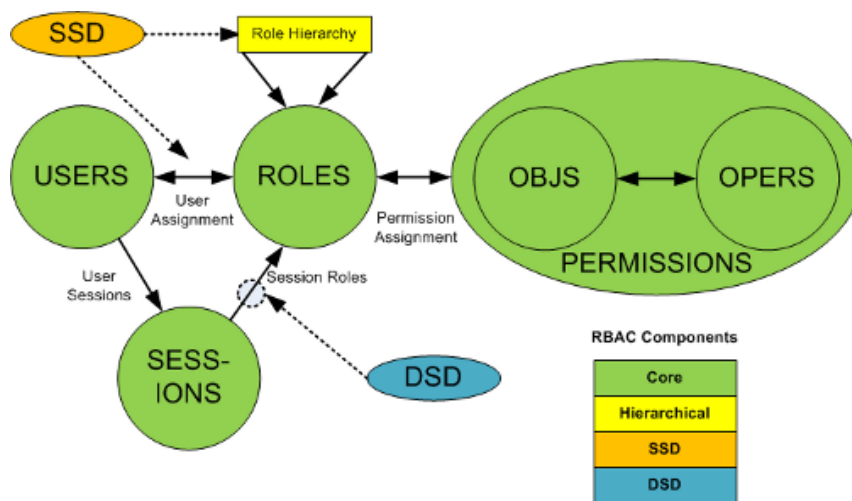 SSD
Role Hierarchy
USERS
User
Assignment
ROLES
Permission
Assignment
OBJS
OPERS
PERMISSIONS
User
Sessions
Session Roles
SESS-
IONS
DSD
RBAC Components
Core
Hierarchical
SSD
DSD